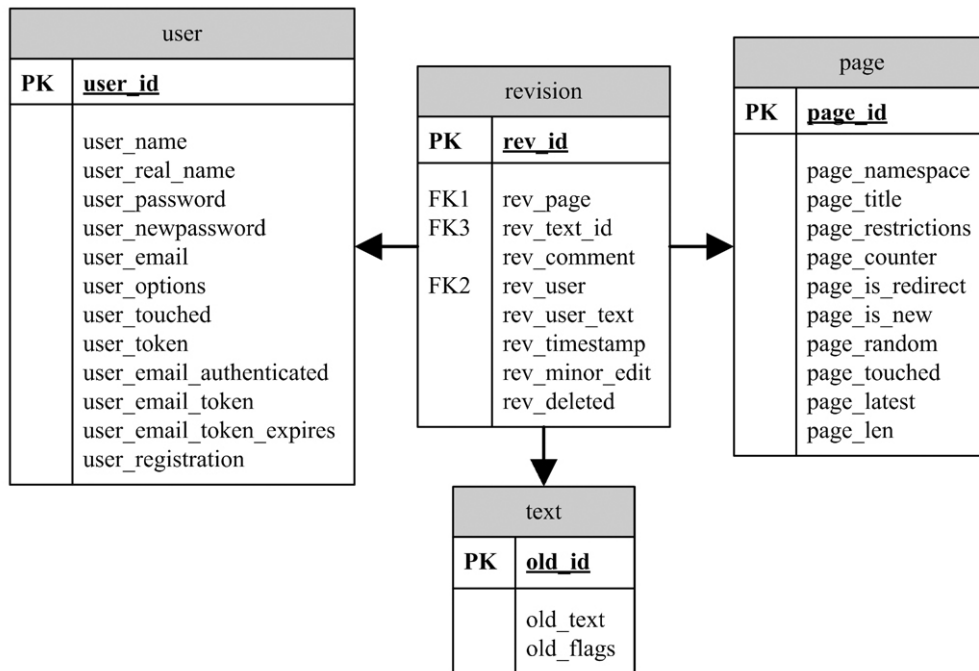 user
PK user_id
user_name
user_real_name
user_password
user_newpassword
user_email
user_options
user_touched
user_token
user_email_authenticated
user_email_token
user_email_token_expires
user_registration
revision
PK rev_id
FK1 rev_page
FK3 rev_text_id
rev_comment
FK2 rev_user
rev_user_text
rev_timestamp
rev_minor_edit
rev_deleted
page
PK page_id
page_namespace
page_title
page_restrictions
page_counter
page_is_redirect
page_is_new
page_random
page_touched
page_latest
page_len
text
PK old_id
old_text
old_flags